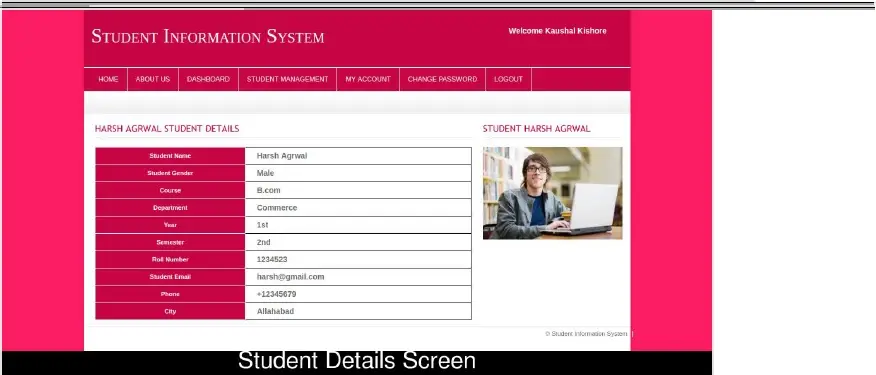 STUDENT INFORMATION SYSTEM
Welcome Kaushal Kishore
HOME ABOUT US DASHBOARD STUDENT MANAGEMENT MY ACCOUNT CHANGE PASSWORD LOGOUT
HARSH AGRWAL STUDENT DETAILS
Student Name Harsh Agrwal
Student Gender Male
Course B.com
Department Commerce
Year 1st
Semester 2nd
Roll Number 1234523
Student Email harsh@gmail.com
Phone +12345679
City Allahabad
STUDENT HARSH AGRWAL
© Student Information System |
Student Details Screen